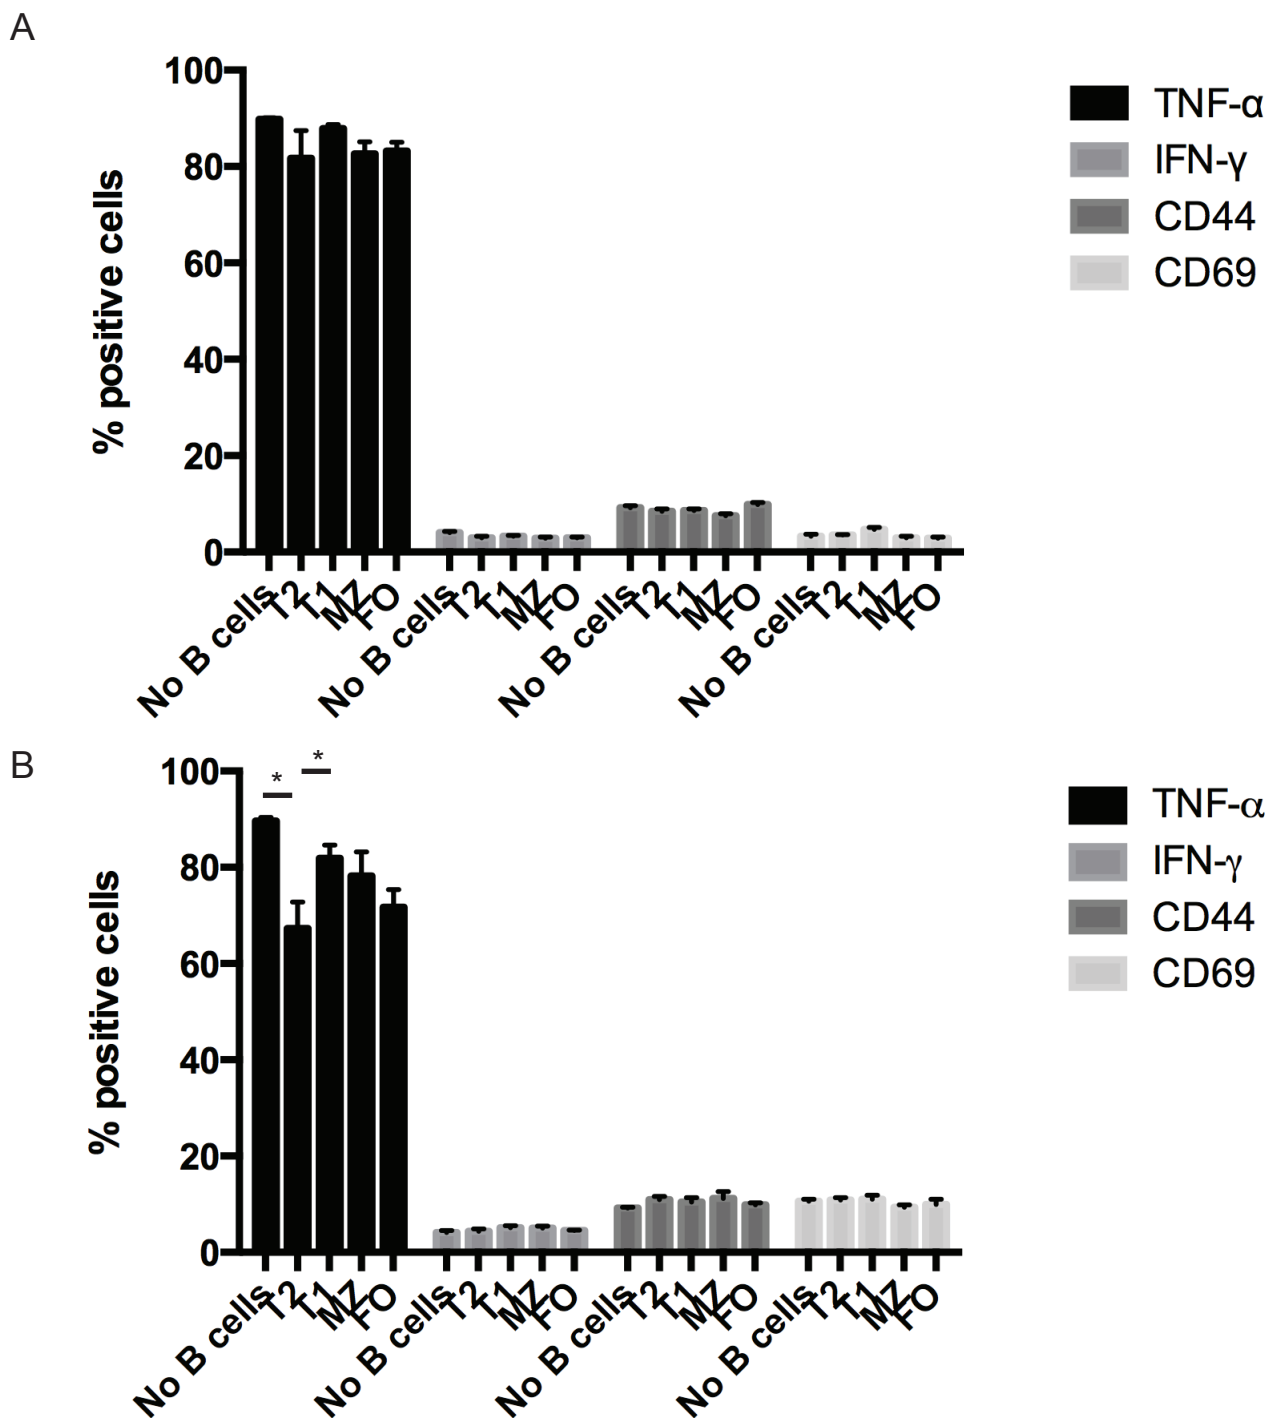 A
100
80
60
40
20
0
% positive cells
No B cells T2 T1 MZ FO No B cells T2 T1 MZ FO No B cells T2 T1 MZ FO No B cells T2 T1 MZ FO
TNF-α
IFN-γ
CD44
CD69
B
100
80
60
40
20
0
% positive cells
* *
No B cells T2 T1 MZ FO No B cells T2 T1 MZ FO No B cells T2 T1 MZ FO No B cells T2 T1 MZ FO
TNF-α
IFN-γ
CD44
CD69